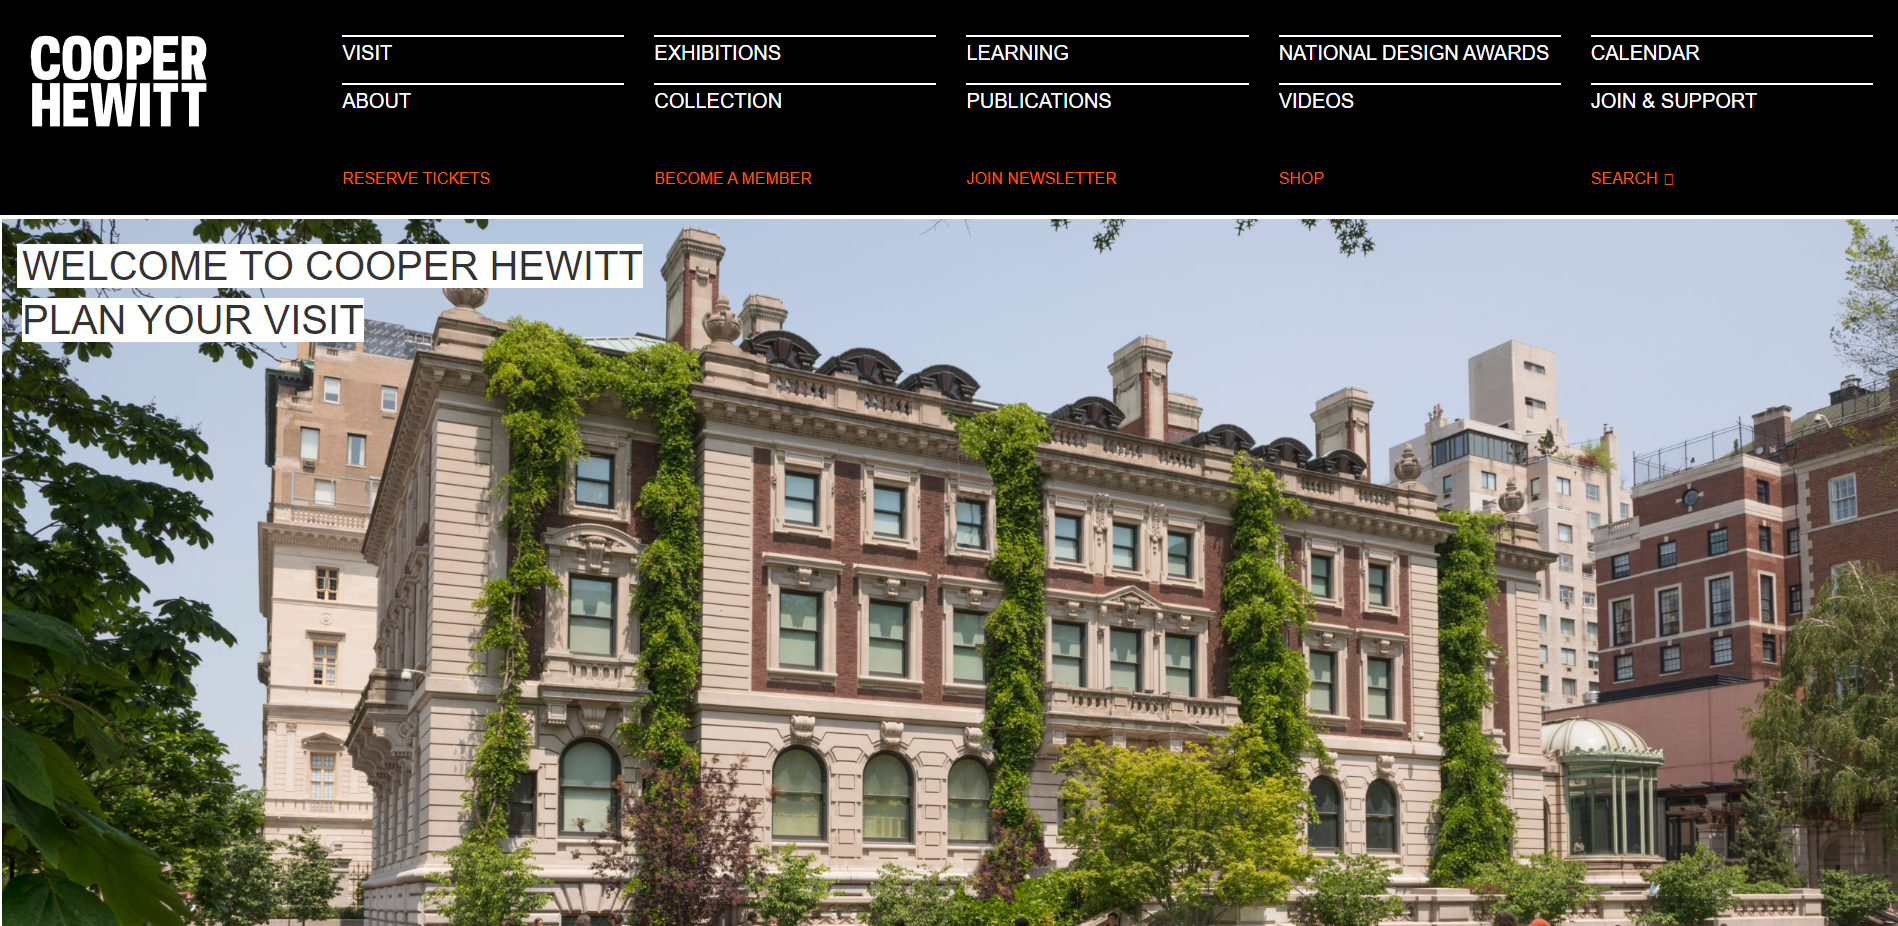 COOPER
HEWITT
VISIT
EXHIBITIONS
LEARNING
NATIONAL DESIGN AWARDS
CALENDAR
ABOUT
COLLECTION
PUBLICATIONS
VIDEOS
JOIN & SUPPORT
RESERVE TICKETS
BECOME A MEMBER
JOIN NEWSLETTER
SHOP
SEARCH
WELCOME TO COOPER HEWITT
PLAN YOUR VISIT